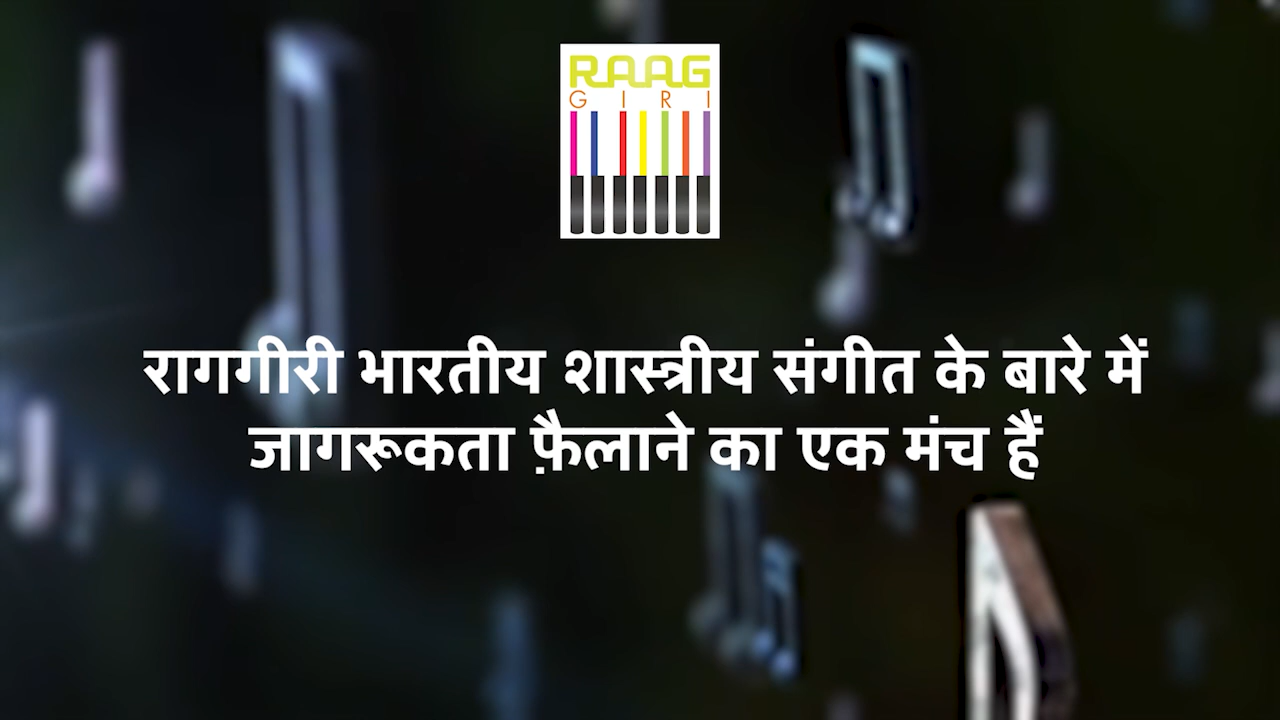 RAAG
GIRI
रागगीरी भारतीय शास्त्रीय संगीत के बारे में
जागरूकता फ़ैलाने का एक मंच हैं